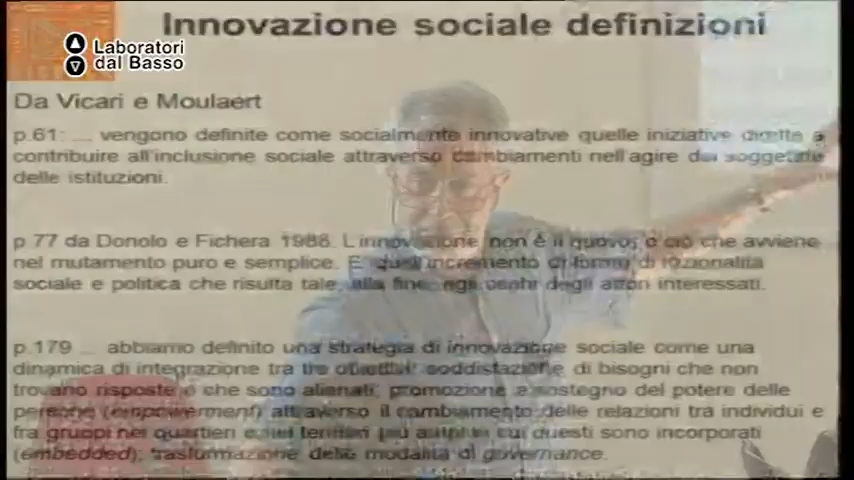 Innovazione sociale definizioni
Laboratori
dal Basso
Da Vicari e Moulaert
p.61: ... vengono definite come socialmente innovative quelle iniziative dirette a
contribuire all'inclusione sociale attraverso cambiamenti nell'agire dei soggetti e
delle istituzioni.
p.77 da Donolo e Fichera 1988. L'innovazione non è il nuovo, o ciò che avviene
nel mutamento puro e semplice. E' quell'incremento di forme di razionalità
sociale e politica che risulta tale, alla fine, agli occhi degli attori interessati.
p.179 ... abbiamo definito una strategia di innovazione sociale come una
dinamica di integrazione tra tre obiettivi: soddisfazione di bisogni che non
trovano risposte o che sono alienati; promozione e sostegno del potere delle
persone (empowerment) attraverso il cambiamento delle relazioni tra individui e
fra gruppi nei quartieri e nei territori più ampi in cui questi sono incorporati
(embedded); trasformazione delle modalità di governance.